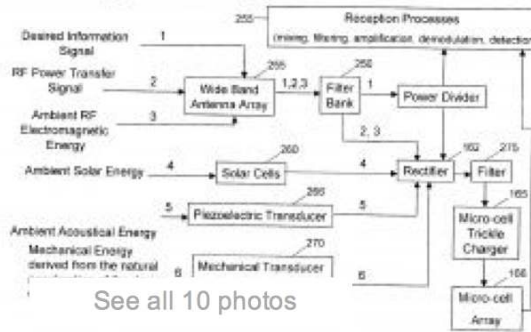 255
Reception Processes
(mixing, filtering, amplification, demodulation, detection
Desired Information
Signal
1
RF Power Transfer
Signal
2
Ambient RF
Electromagnetic
Energy
3
Wide Band
Antenna Array
1,2,3
250
Filter
Bank
1
Power Divider
2, 3
260
162
215
Ambient Solar Energy
4
Solar Cells
4
Rectifier
Filter
266
165
5
Piezoelectric Transducer
5
Ambient Acoustical Energy
Micro-cell
Trickle
Charger
Mechanical Energy
derived from the natural
270
6
Mechanical Transducer
6
166
Micro-cell
Array
See all 10 photos